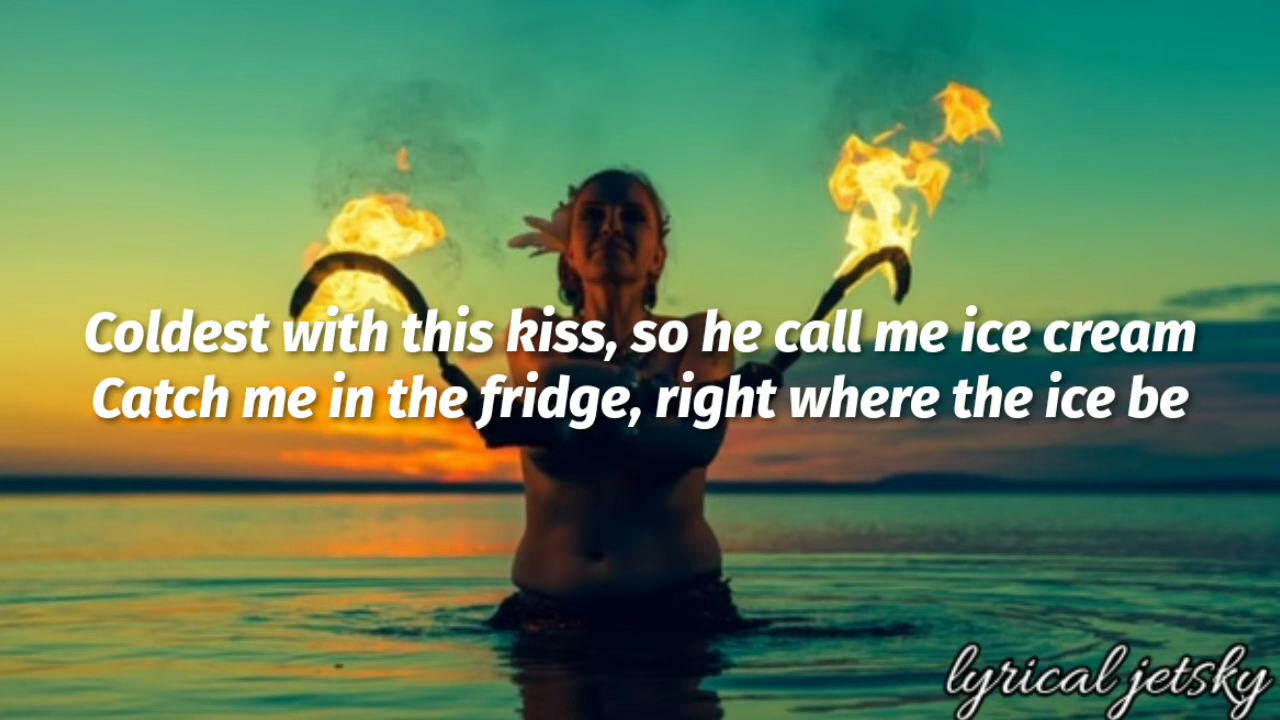 Coldest with this kiss, so he call me ice cream
Catch me in the fridge, right where the ice be
lyrical jetsky